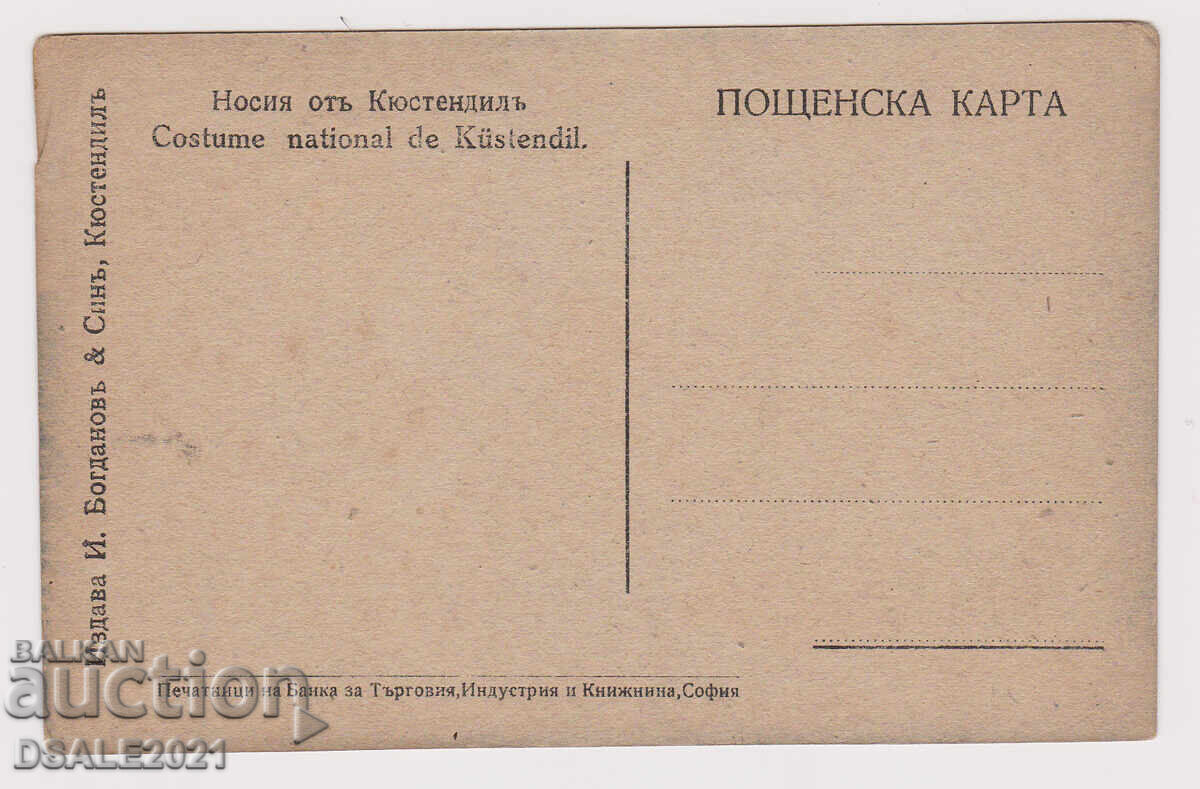 Носия отъ Кюстендилъ
Costume national de Küstendil.
ПОЩЕНСКА КАРТА
Издава И. Богдановъ & Синъ, Кюстендилъ
Печатници на Банка за Търговия,Индустрия и Книжнина,София
BALKAN
auction
DSALE2021